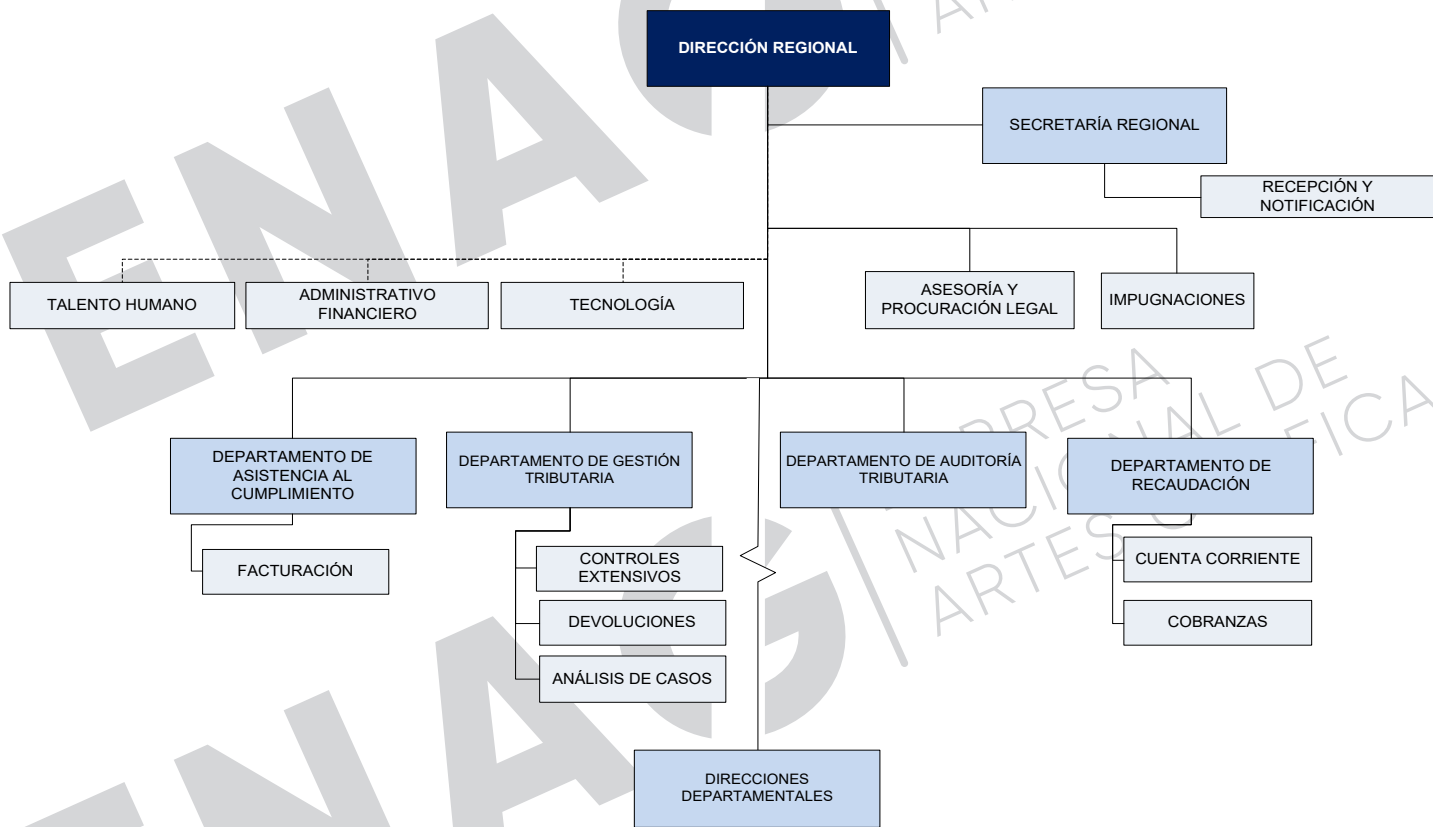 DIRECCIÓN REGIONAL
SECRETARÍA REGIONAL
RECEPCIÓN Y
NOTIFICACIÓN
TALENTO HUMANO
ADMINISTRATIVO
FINANCIERO
TECNOLOGÍA
ASESORÍA Y
PROCURACIÓN LEGAL
IMPUGNACIONES
DEPARTAMENTO DE
ASISTENCIA AL
CUMPLIMIENTO
DEPARTAMENTO DE GESTIÓN
TRIBUTARIA
DEPARTAMENTO DE AUDITORÍA
TRIBUTARIA
DEPARTAMENTO DE
RECAUDACIÓN
FACTURACIÓN
CONTROLES
EXTENSIVOS
DEVOLUCIONES
ANÁLISIS DE CASOS
CUENTA CORRIENTE
COBRANZAS
DIRECCIONES
DEPARTAMENTALES
ENAG
ENAG